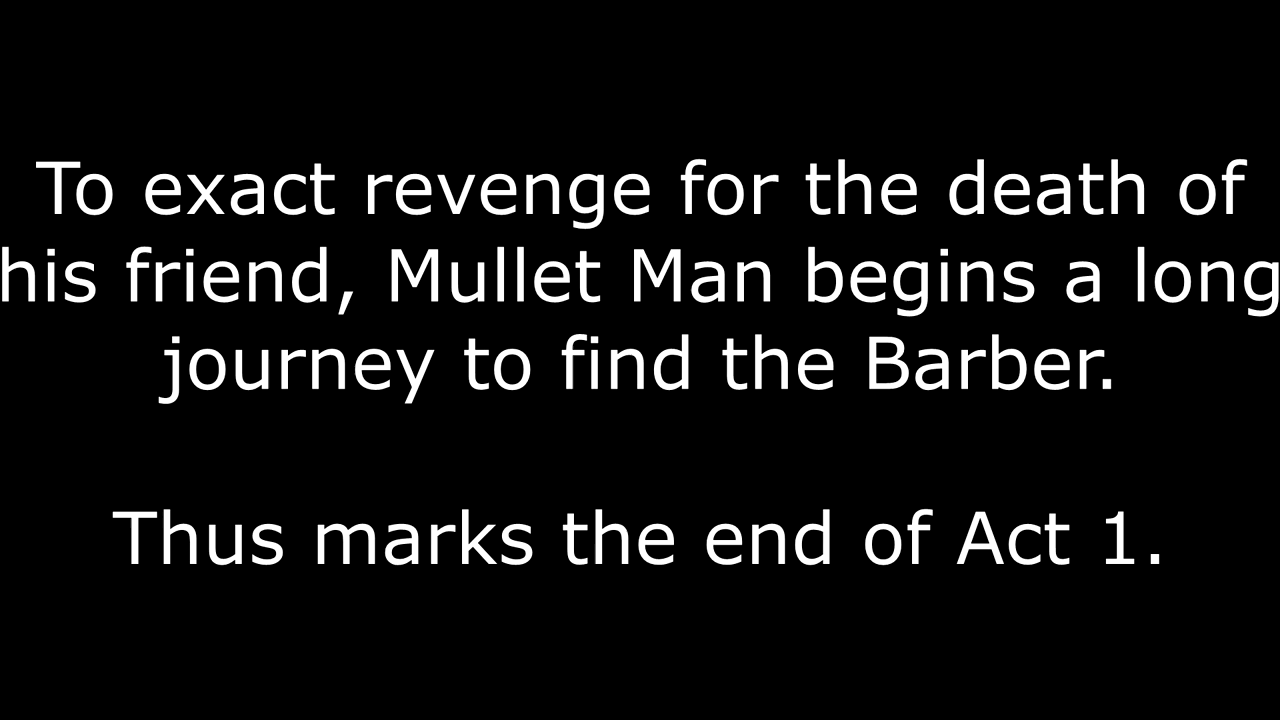 To exact revenge for the death of
his friend, Mullet Man begins a long
journey to find the Barber.
Thus marks the end of Act 1.